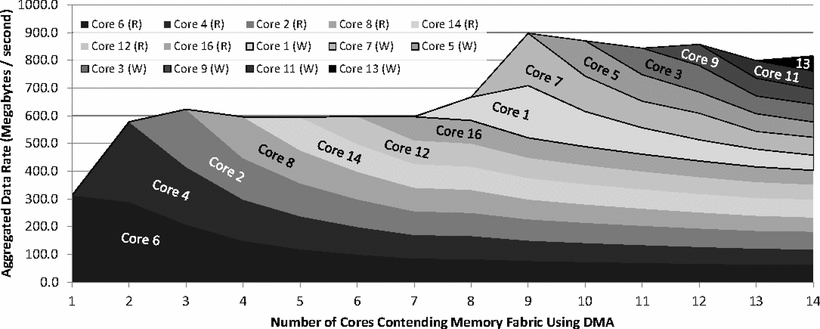 1000.0
900.0
800.0
700.0
600.0
500.0
400.0
300.0
200.0
100.0
0.0
Aggregated Data Rate (Megabytes / second)
Core 6 (R) Core 4 (R) Core 2 (R) Core 8 (R) Core 14 (R)
Core 12 (R) Core 16 (R) Core 1 (W) Core 7 (W) Core 5 (W)
Core 3 (W) Core 9 (W) Core 11 (W) Core 13 (W)
Core 6
Core 4
Core 2
Core 8
Core 14
Core 12
Core 16
Core 1
Core 7
Core 5
Core 3
Core 9
Core 11
13
1 2 3 4 5 6 7 8 9 10 11 12 13 14
Number of Cores Contending Memory Fabric Using DMA